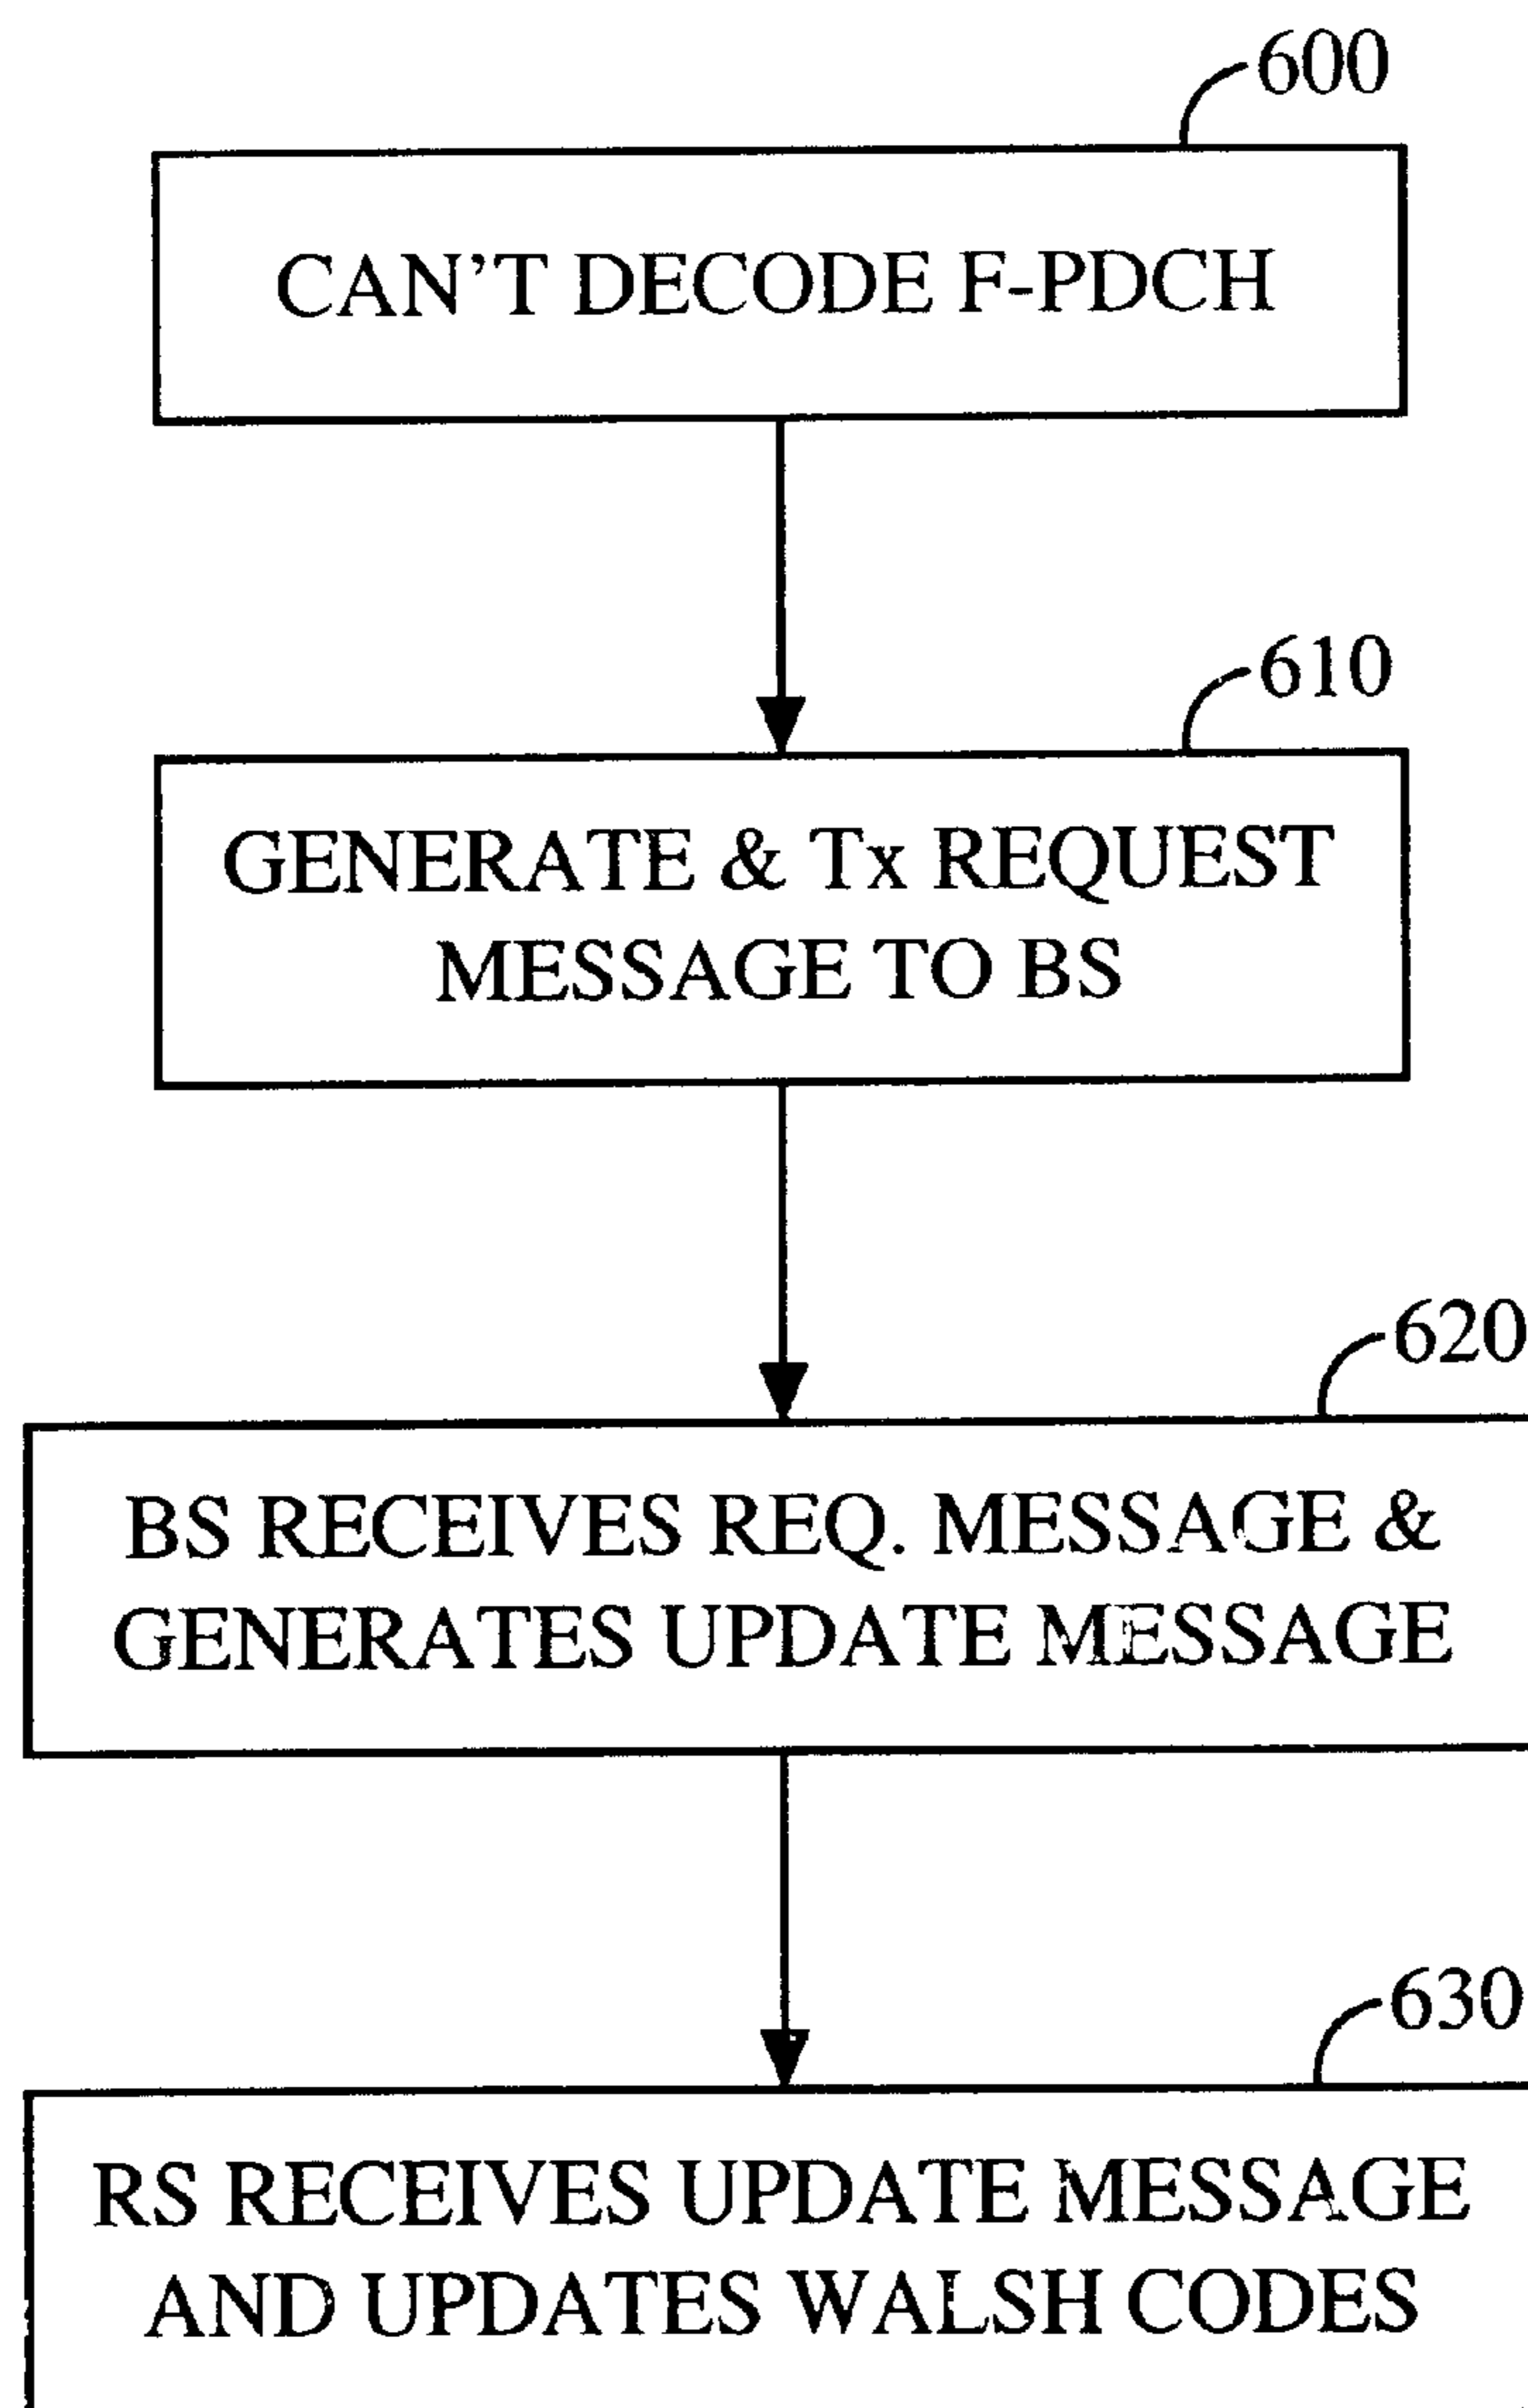 600
CAN'T DECODE F-PDCH
610
GENERATE & Tx REQUEST
MESSAGE TO BS
620
BS RECEIVES REQ. MESSAGE &
GENERATES UPDATE MESSAGE
630
RS RECEIVES UPDATE MESSAGE
AND UPDATES WALSH CODES